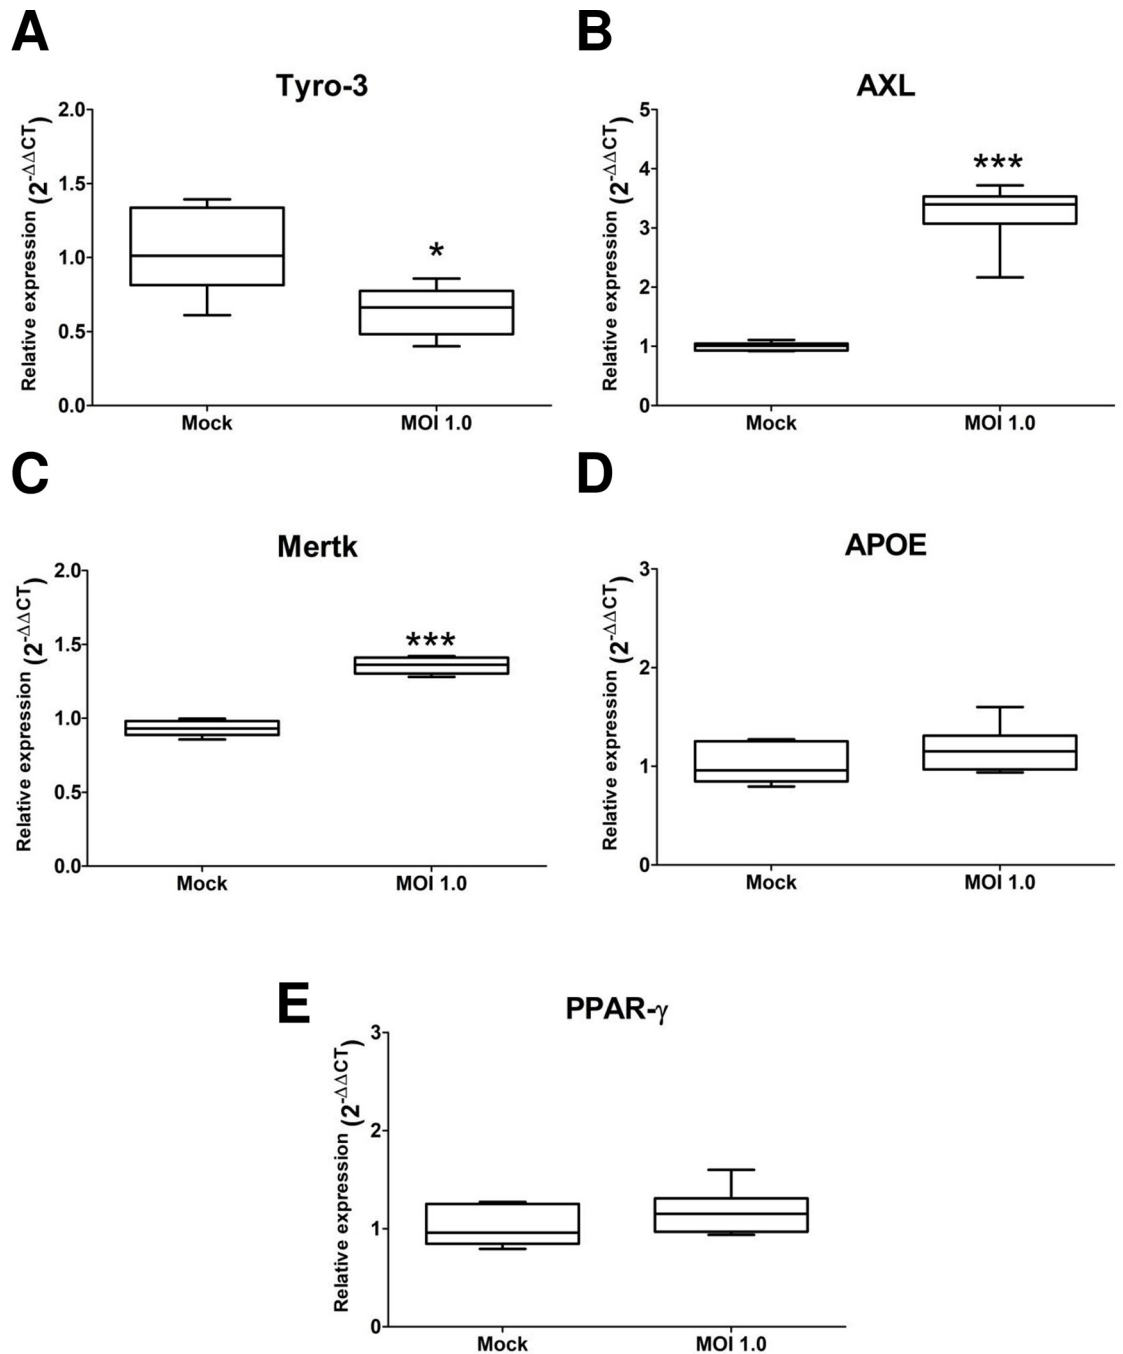 A
Tyro-3
Relative expression (2-ΔΔCT)
2.0
1.5
1.0
0.5
0.0
*
Mock
MOI 1.0
B
AXL
Relative expression (2-ΔΔCT)
5
4
3
2
1
0
***
Mock
MOI 1.0
C
Mertk
Relative expression (2-ΔΔCT)
2.0
1.5
1.0
0.5
0.0
***
Mock
MOI 1.0
D
APOE
Relative expression (2-ΔΔCT)
3
2
1
0
Mock
MOI 1.0
E
PPAR-γ
Relative expression (2-ΔΔCT)
3
2
1
0
Mock
MOI 1.0